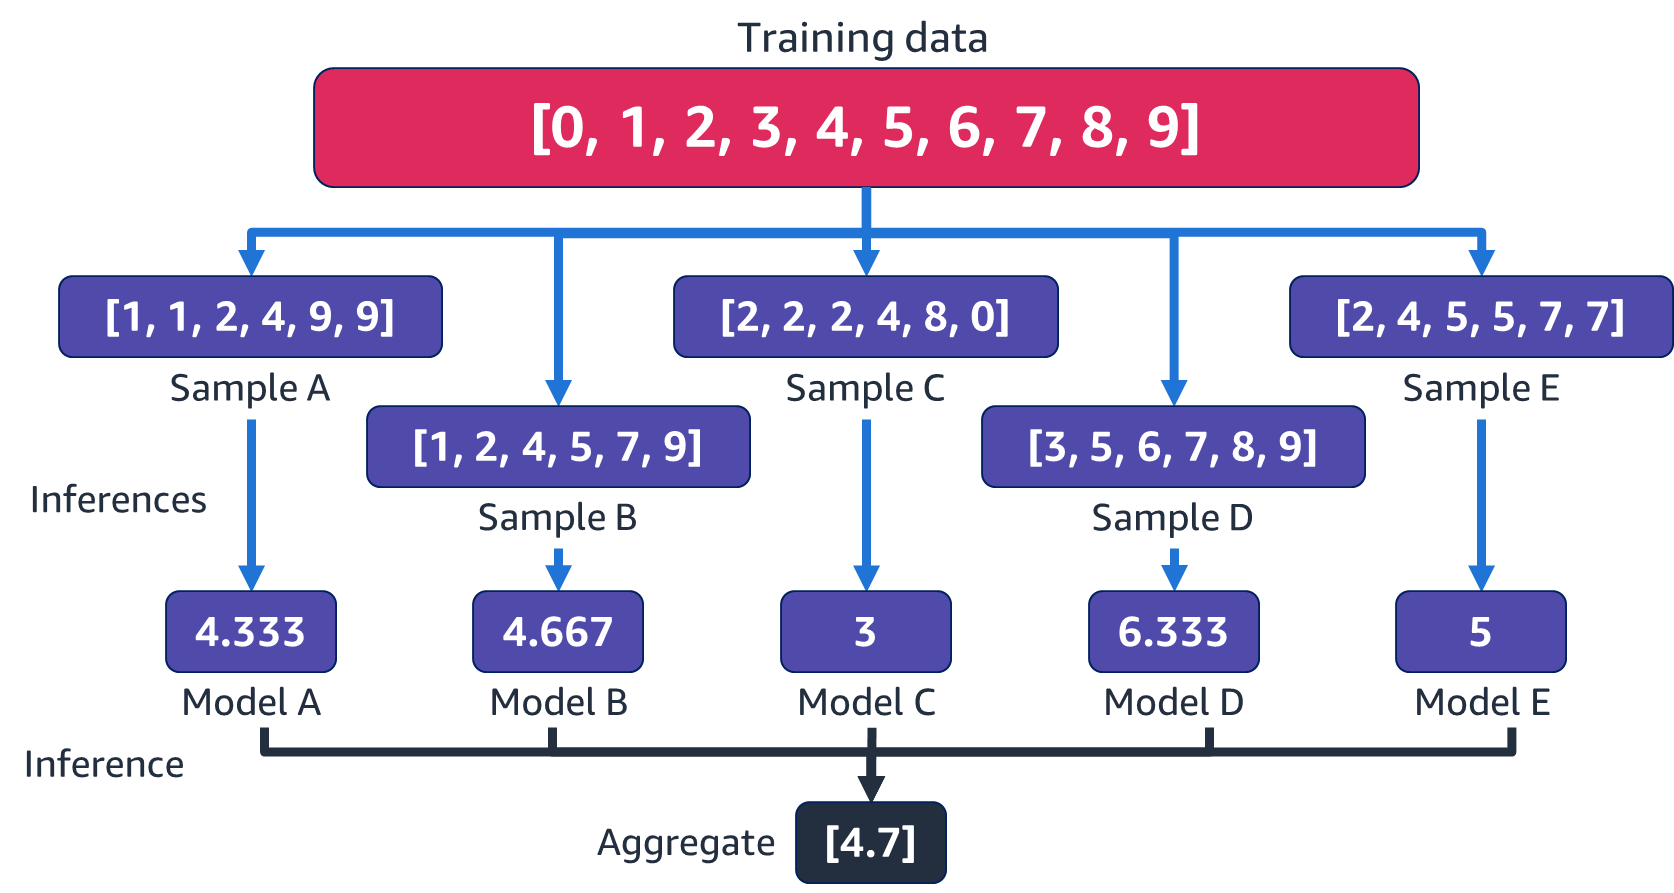 Training data
[0, 1, 2, 3, 4, 5, 6, 7, 8, 9]
[1, 1, 2, 4, 9, 9]
Sample A
[1, 2, 4, 5, 7, 9]
Sample B
[2, 2, 2, 4, 8, 0]
Sample C
[3, 5, 6, 7, 8, 9]
Sample D
[2, 4, 5, 5, 7, 7]
Sample E
Inferences
4.333
Model A
4.667
Model B
3
Model C
6.333
Model D
5
Model E
Inference
Aggregate
[4.7]